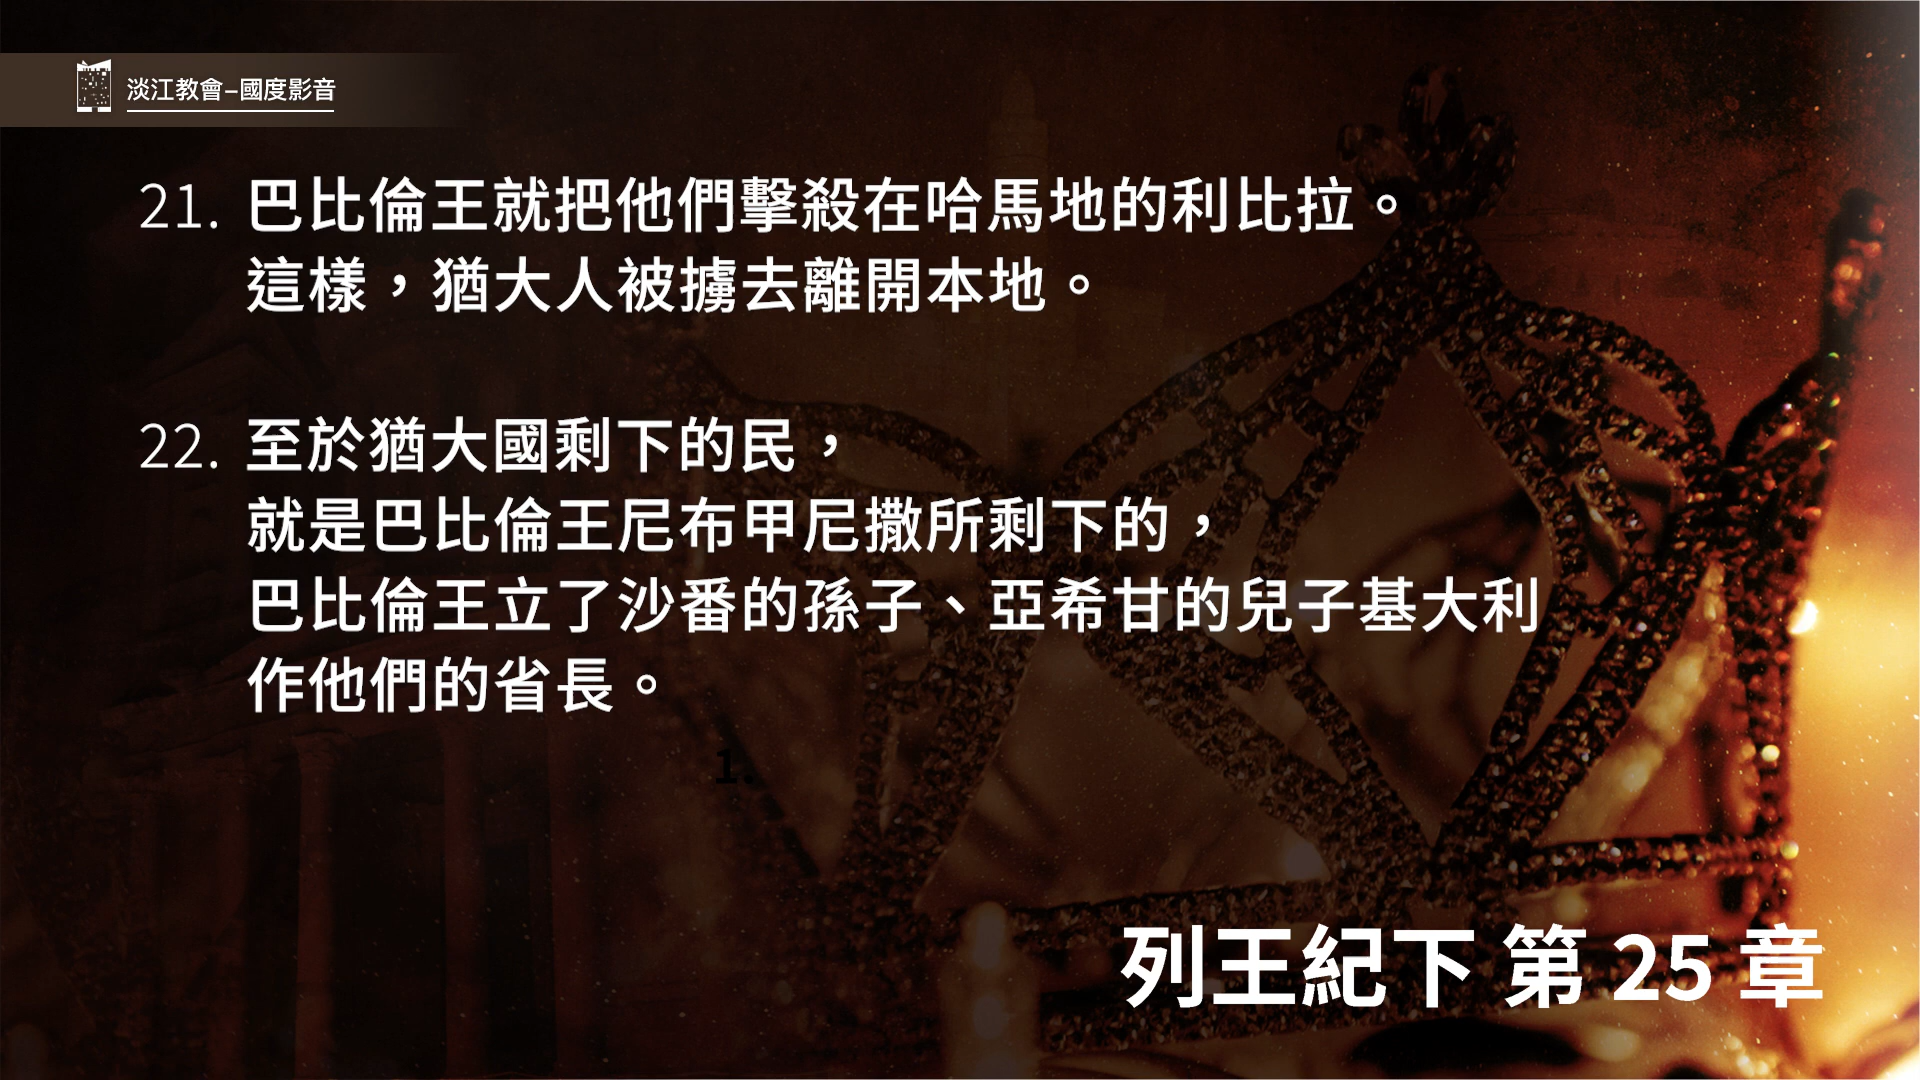 淡江教會–國度影音
21. 巴比倫王就把他們擊殺在哈馬地的利比拉。
這樣，猶大人被擄去離開本地。
22. 至於猶大國剩下的民，
就是巴比倫王尼布甲尼撒所剩下的，
巴比倫王立了沙番的孫子、亞希甘的兒子基大利
作他們的省長。
1.
列王紀下 第 25 章